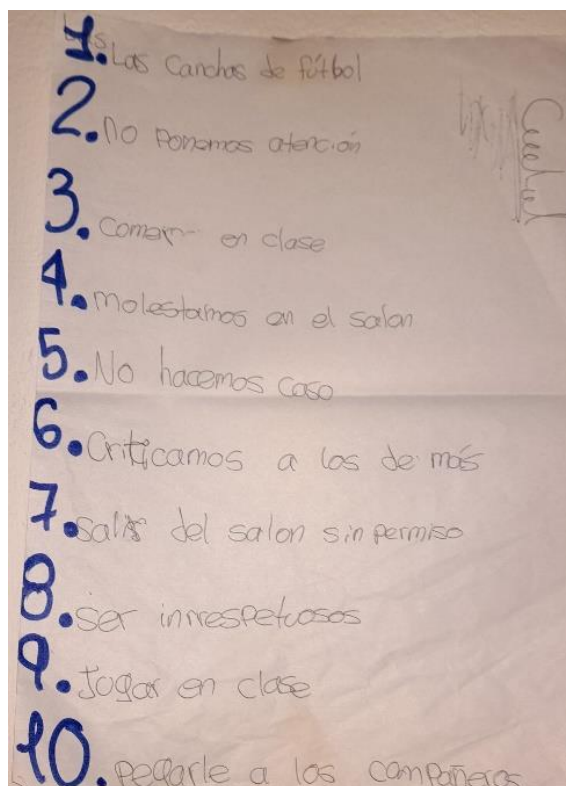 1. Las Canchas de fútbol
2. no Ponemos atención
3. comer en clase
4. molestamos en el salon
5. No hacemos caso
6. Criticamos a los de más
7. salir del salon sin permiso
8. ser inrrespetuosos
9. Jugar en clase
10. pegarle a los compañeros